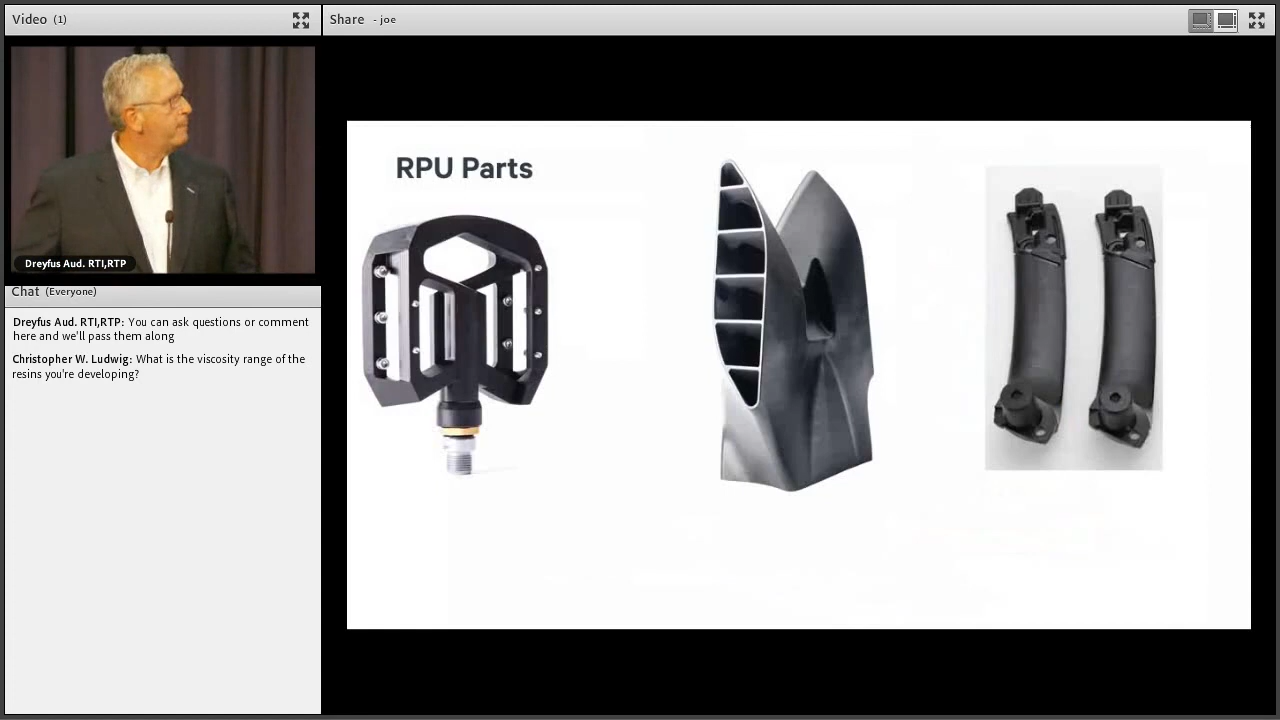 Video (1)
Share - joe
Dreyfus Aud. RTI,RTP
Chat (Everyone)
Dreyfus Aud. RTI,RTP: You can ask questions or comment
here and we'll pass them along
Christopher W. Ludwig: What is the viscosity range of the
resins you're developing?
RPU Parts